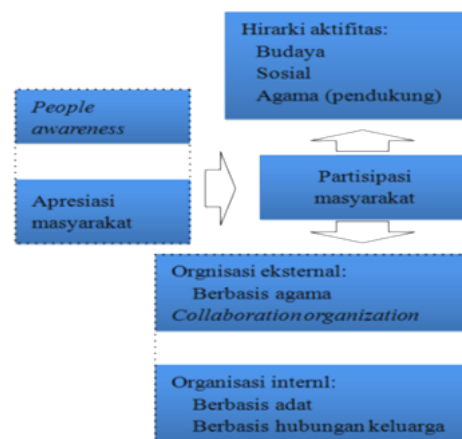 Hirarki aktifitas:
Budaya
Sosial
Agama (pendukung)
People
awareness
Apresiasi
masyarakat
Partisipasi
masyarakat
Orgnisasi eksternal:
Berbasis agama
Collaboration organization
Organisasi internl:
Berbasis adat
Berbasis hubungan keluarga